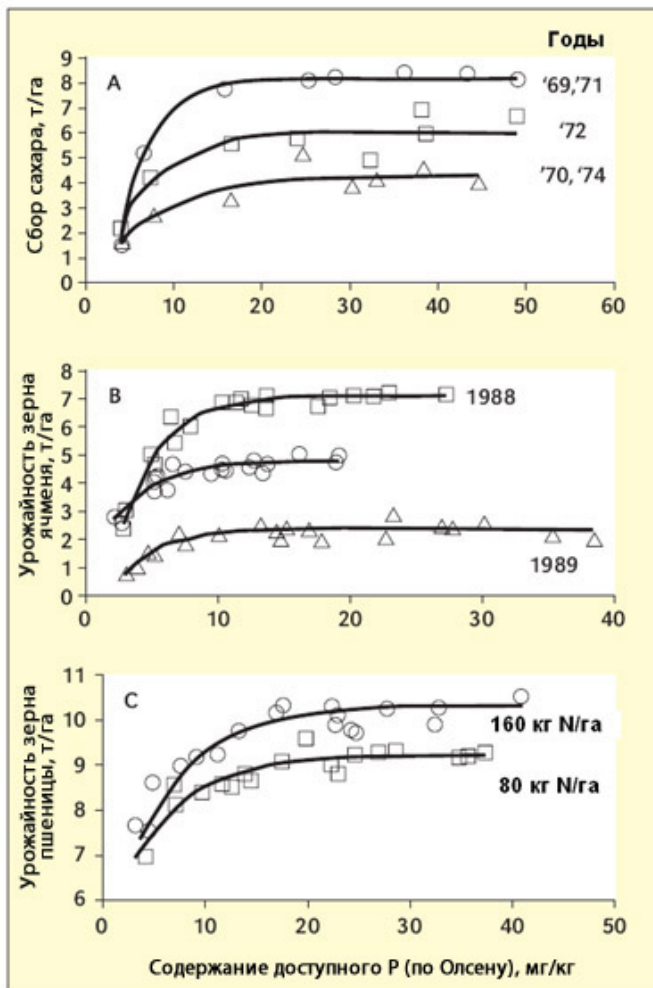 Годы
A
Сбор сахара, т/га
9
8
7
6
5
4
3
2
1
0
'69,'71
'72
'70, '74
0 10 20 30 40 50 60
B
Урожайность зерна
ячменя, т/га
8
7
6
5
4
3
2
1
0
1988
1989
0 10 20 30 40
C
Урожайность зерна
пшеницы, т/га
11
10
9
8
7
6
160 кг N/га
80 кг N/га
0 10 20 30 40 50
Содержание доступного Р (по Олсену), мг/кг